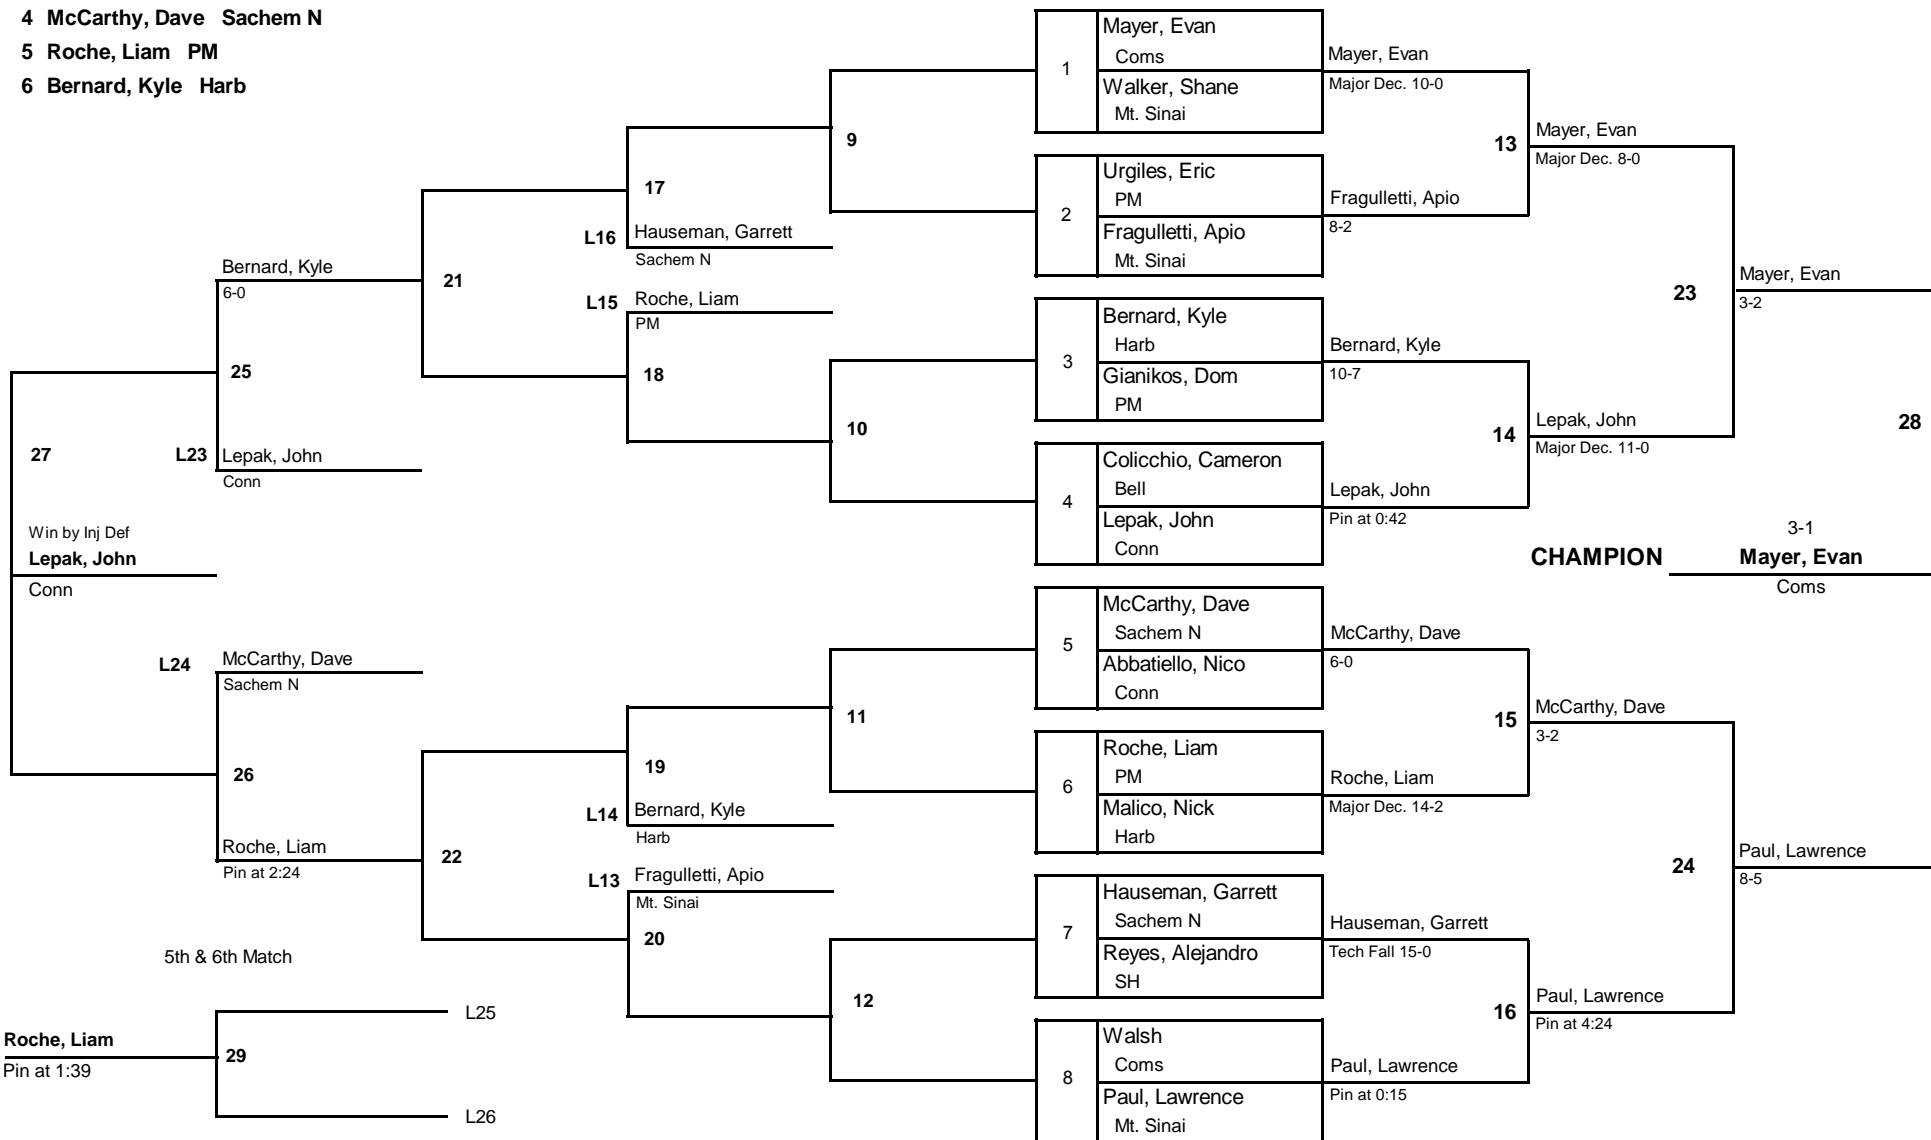 4 McCarthy, Dave Sachem N
5 Roche, Liam PM
6 Bernard, Kyle Harb
Mayer, Evan
Coms
1
Walker, Shane
Mt. Sinai
Mayer, Evan
Major Dec. 10-0
Urgiles, Eric
PM
2
Fragulletti, Apio
Mt. Sinai
Fragulletti, Apio
8-2
9
13
Mayer, Evan
Major Dec. 8-0
17
L16
Hauseman, Garrett
Sachem N
Bernard, Kyle
6-0
21
L15
Roche, Liam
PM
18
Bernard, Kyle
Harb
3
Gianikos, Dom
PM
Bernard, Kyle
10-7
23
Mayer, Evan
3-2
25
10
Colicchio, Cameron
Bell
4
Lepak, John
Conn
Lepak, John
Pin at 0:42
14
Lepak, John
Major Dec. 11-0
28
27
L23
Lepak, John
Conn
Win by Inj Def
Lepak, John
Conn
3-1
CHAMPION
Mayer, Evan
Coms
McCarthy, Dave
Sachem N
5
Abbatiello, Nico
Conn
McCarthy, Dave
6-0
L24
McCarthy, Dave
Sachem N
11
15
McCarthy, Dave
3-2
Roche, Liam
PM
6
Malico, Nick
Harb
Roche, Liam
Major Dec. 14-2
26
19
L14
Bernard, Kyle
Harb
Roche, Liam
Pin at 2:24
22
L13
Fragulletti, Apio
Mt. Sinai
20
24
Paul, Lawrence
8-5
Hauseman, Garrett
Sachem N
7
Reyes, Alejandro
SH
Hauseman, Garrett
Tech Fall 15-0
12
16
Paul, Lawrence
Pin at 4:24
Walsh
Coms
8
Paul, Lawrence
Mt. Sinai
Paul, Lawrence
Pin at 0:15
5th & 6th Match
L25
Roche, Liam
Pin at 1:39
29
L26